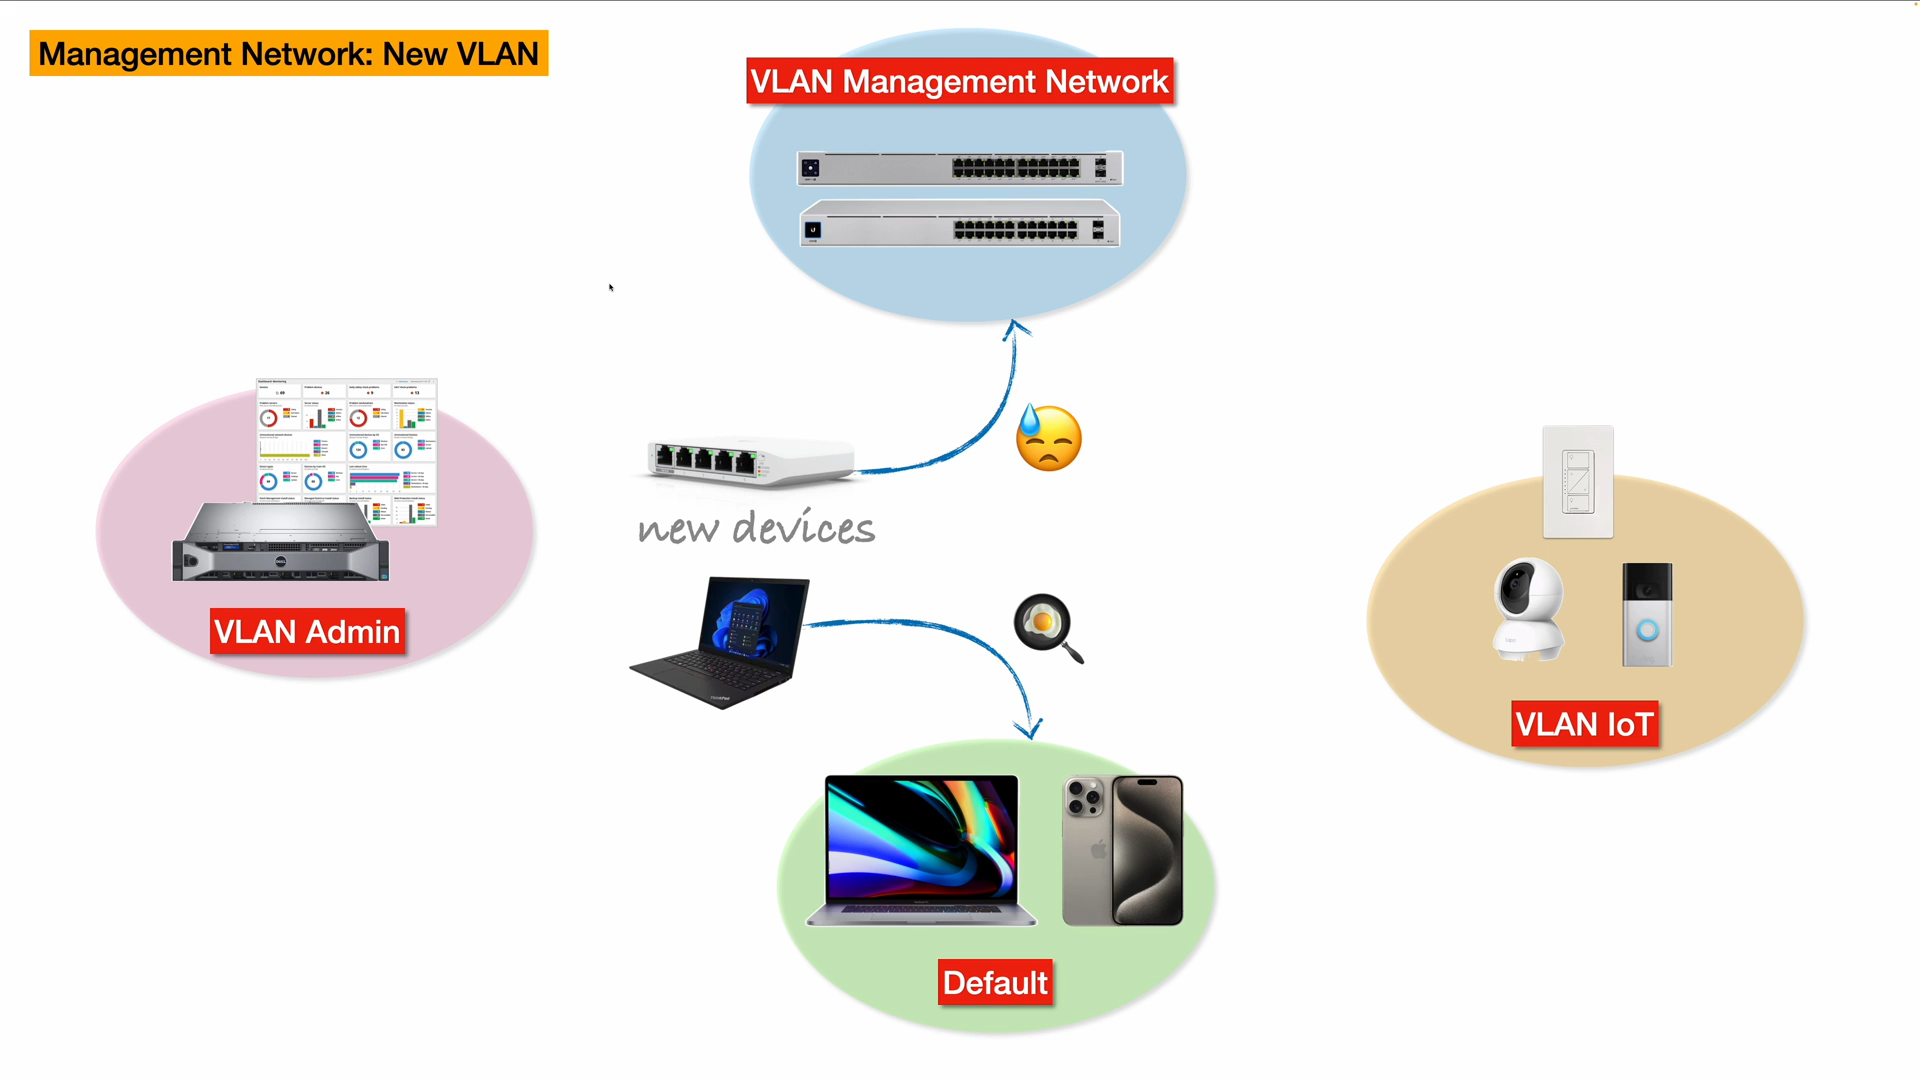 Management Network: New VLAN
VLAN Management Network
new devices
VLAN Admin
VLAN IoT
Default